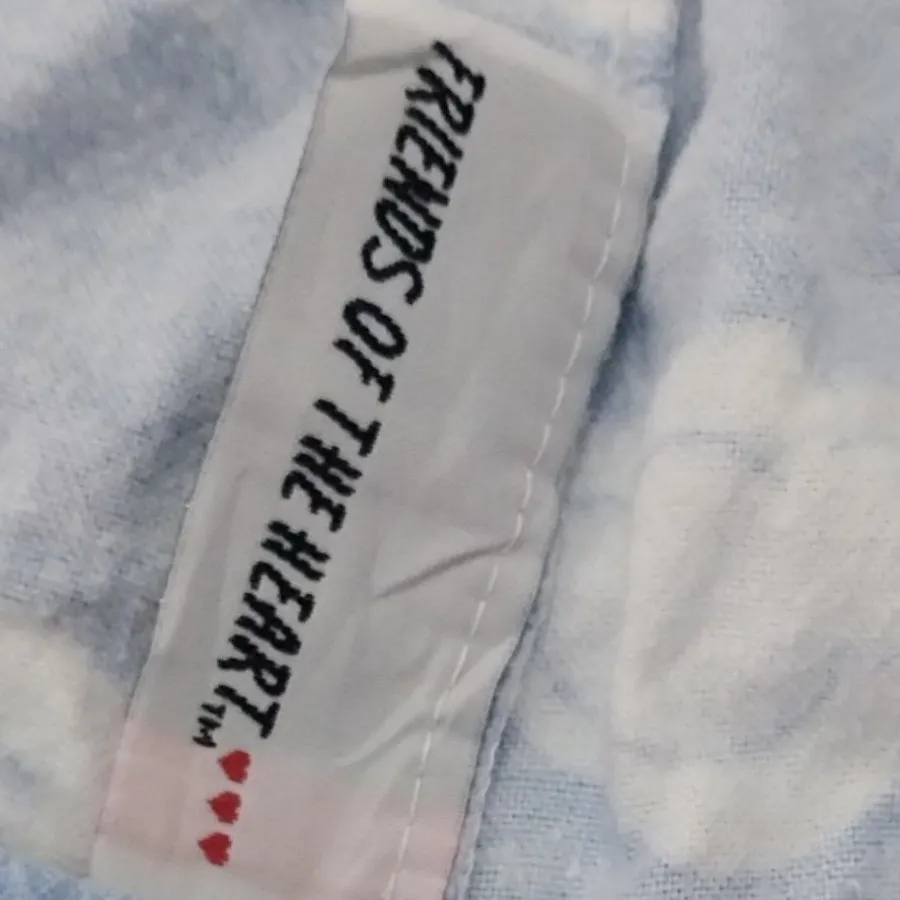 FRIENDS OF THE HEART™